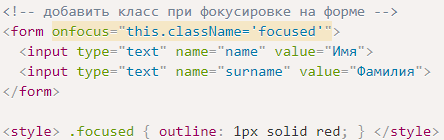 <!-- добавить класс при фокусировке на форме -->
<form onfocus="this.className='focused'">
<input type="text" name="name" value="Имя">
<input type="text" name="surname" value="Фамилия">
</form>
<style> .focused { outline: 1px solid red; } </style>